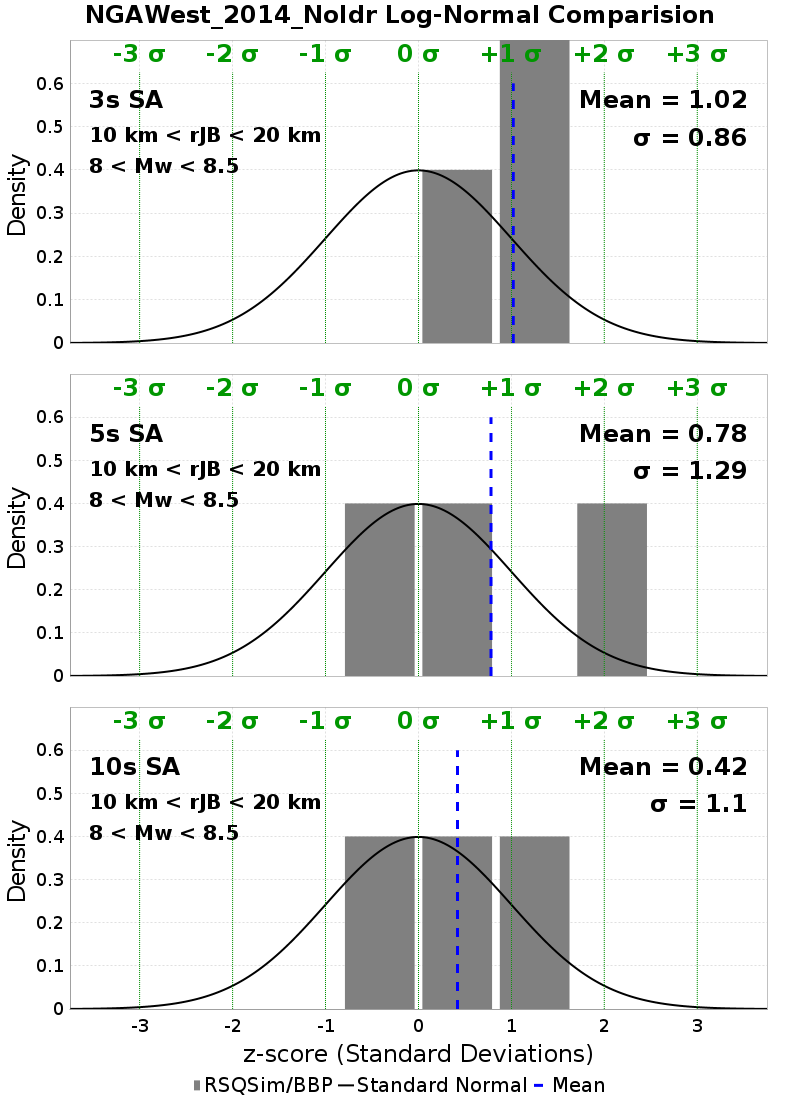 NGAWest_2014_NoIdr Log-Normal Comparision
-3 σ -2 σ -1 σ 0 σ +1 σ +2 σ +3 σ
0.6
3s SA Mean = 1.02
0.5
10 km < rJB < 20 km σ = 0.86
8 < Mw < 8.5
0.4
0.3
0.2
0.1
0
Density
-3 σ -2 σ -1 σ 0 σ +1 σ +2 σ +3 σ
0.6
5s SA Mean = 0.78
0.5
10 km < rJB < 20 km σ = 1.29
8 < Mw < 8.5
0.4
0.3
0.2
0.1
0
Density
-3 σ -2 σ -1 σ 0 σ +1 σ +2 σ +3 σ
0.6
10s SA Mean = 0.42
0.5
10 km < rJB < 20 km σ = 1.1
8 < Mw < 8.5
0.4
0.3
0.2
0.1
0
Density
-3 -2 -1 0 1 2 3
z-score (Standard Deviations)
RSQSim/BBP Standard Normal Mean